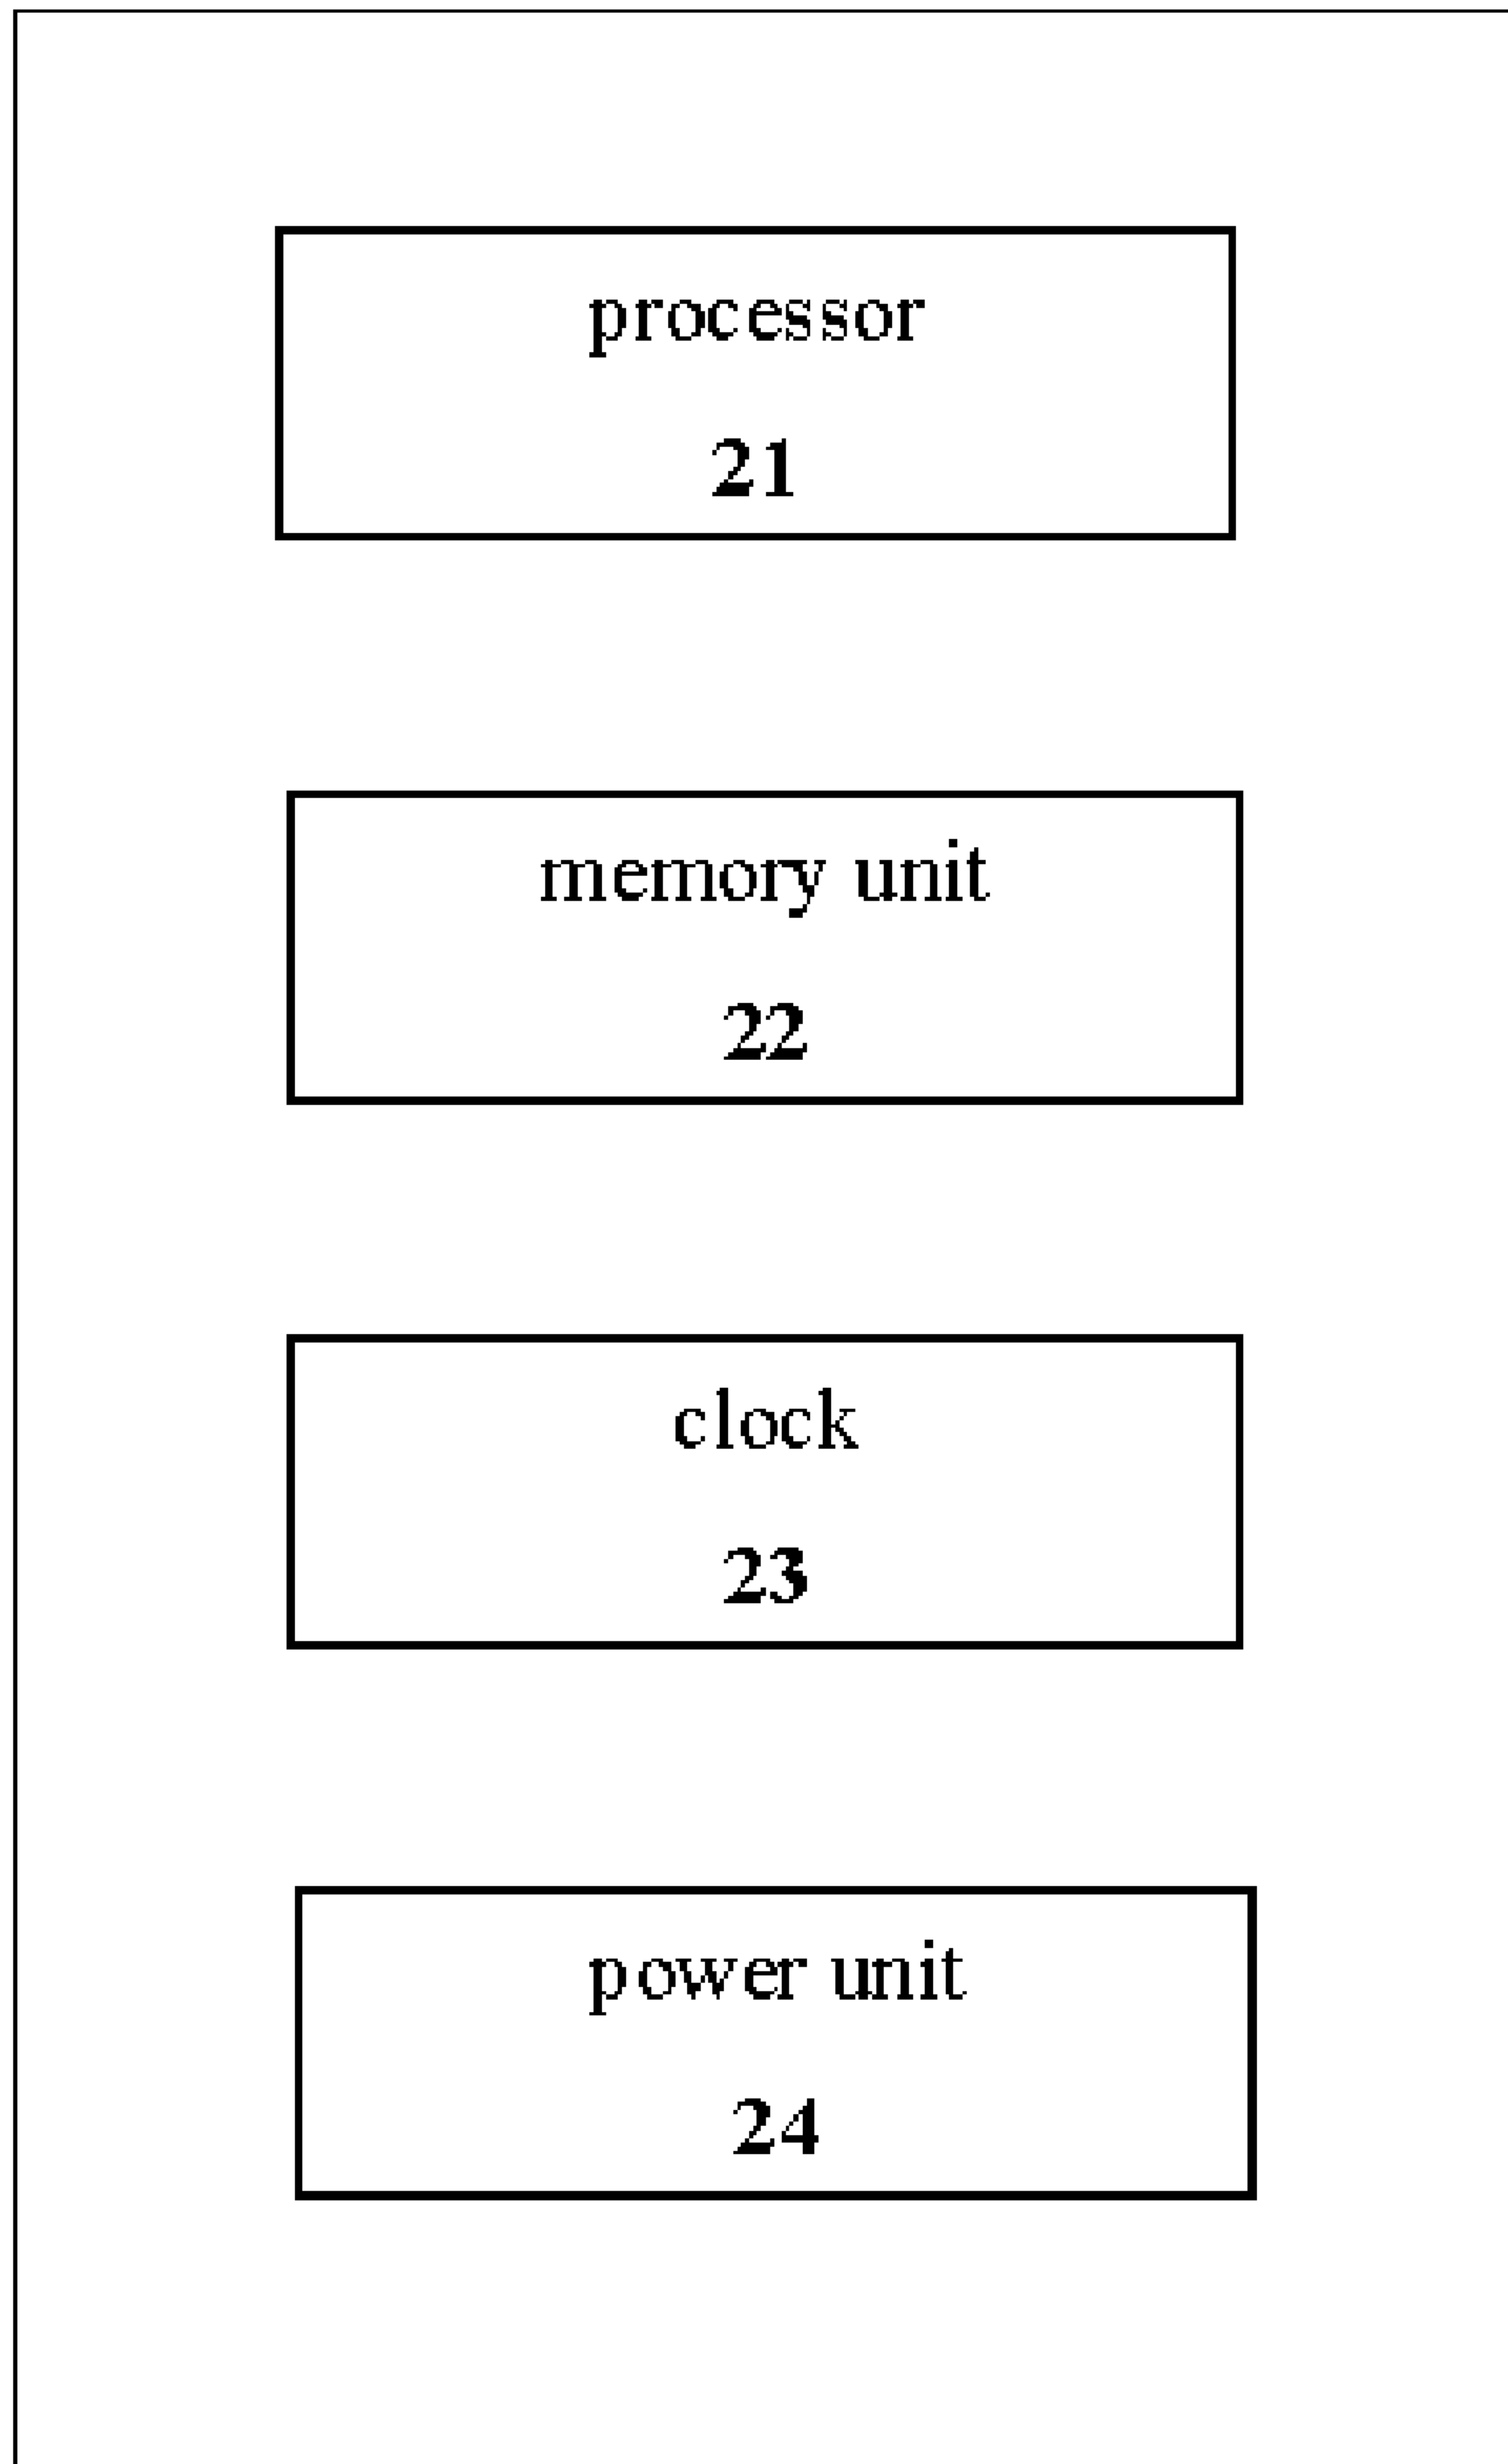 processor
21
memory unit
22
clock
23
power unit
24